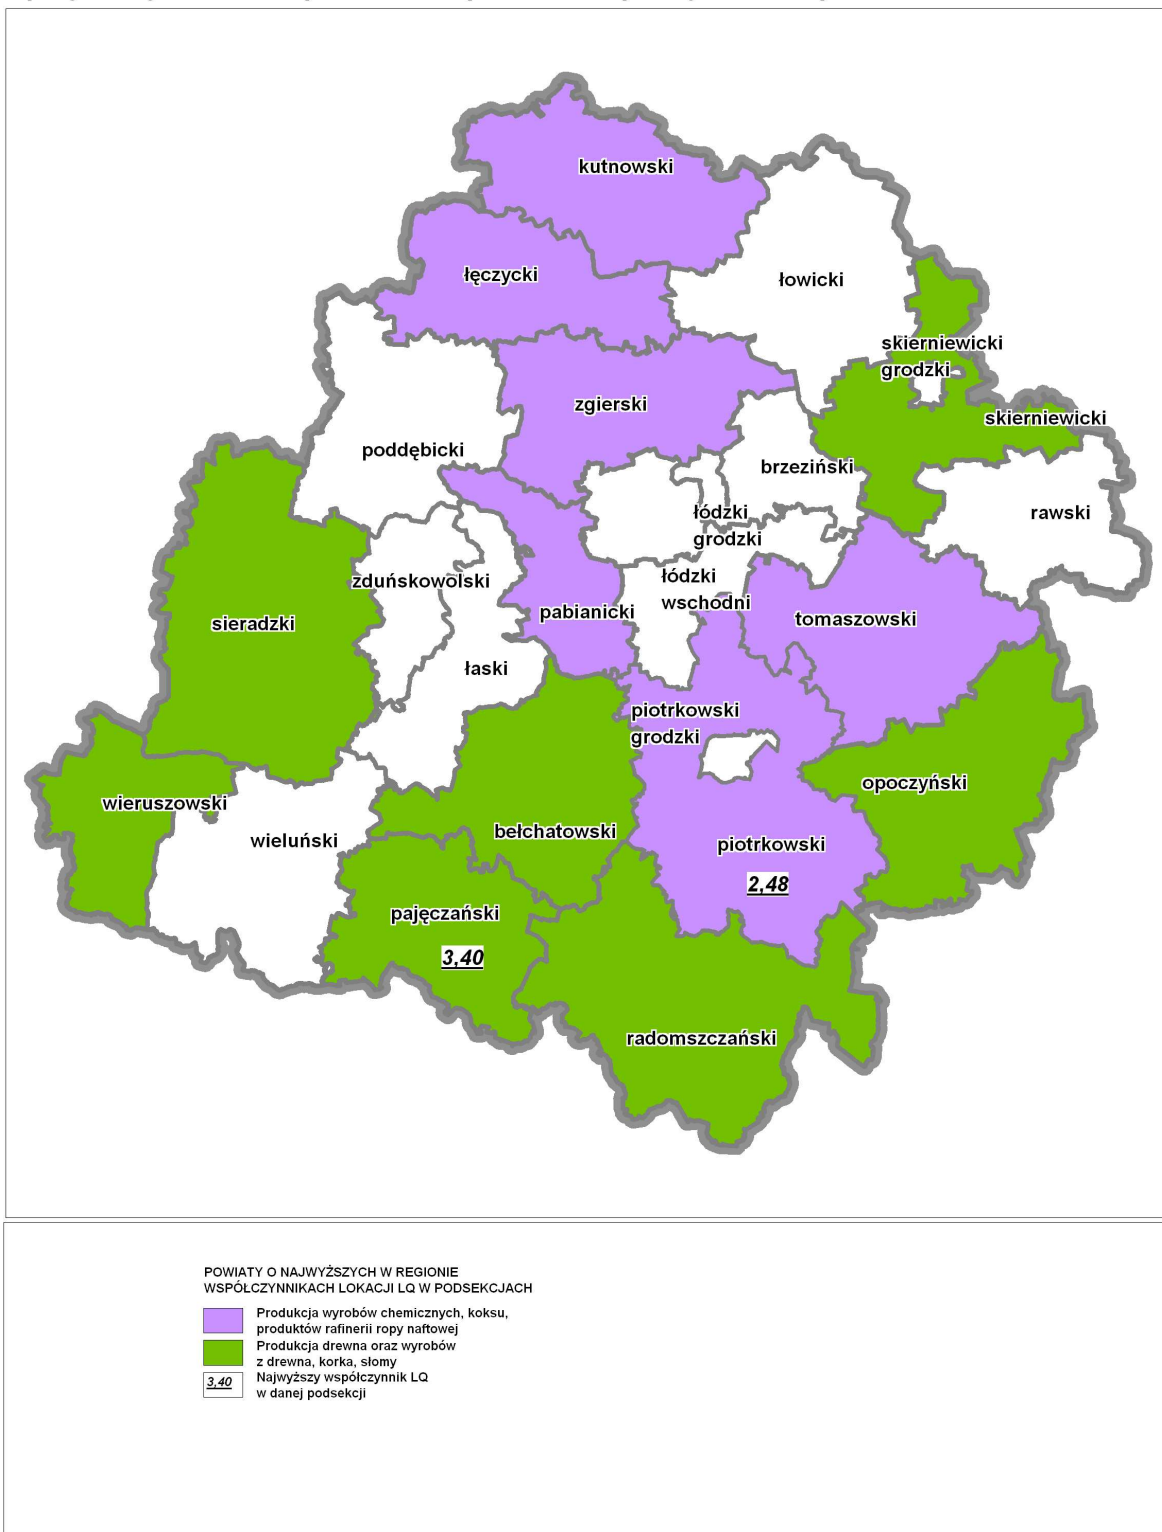 kutnowski
łęczycki
łowicki
skierniewicki
grodzki
zgierski
skierniewicki
poddębicki
brzeziński
łódzki
grodzki
rawski
zduńskowolski
łódzki
wschodni
sieradzki
pabianicki
tomaszowski
łaski
piotrkowski
grodzki
opoczyński
wieruszowski
wieluński
bełchatowski
piotrkowski
2,48
pajęczański
3,40
radomszczański
POWIATY O NAJWYŻSZYCH W REGIONIE
WSPÓŁCZYNNIKACH LOKACJI LQ W PODSEKCJACH
Produkcja wyrobów chemicznych, koksu,
produktów rafinerii ropy naftowej
Produkcja drewna oraz wyrobów
z drewna, korka, słomy
3,40 Najwyższy współczynnik LQ
w danej podsekcji